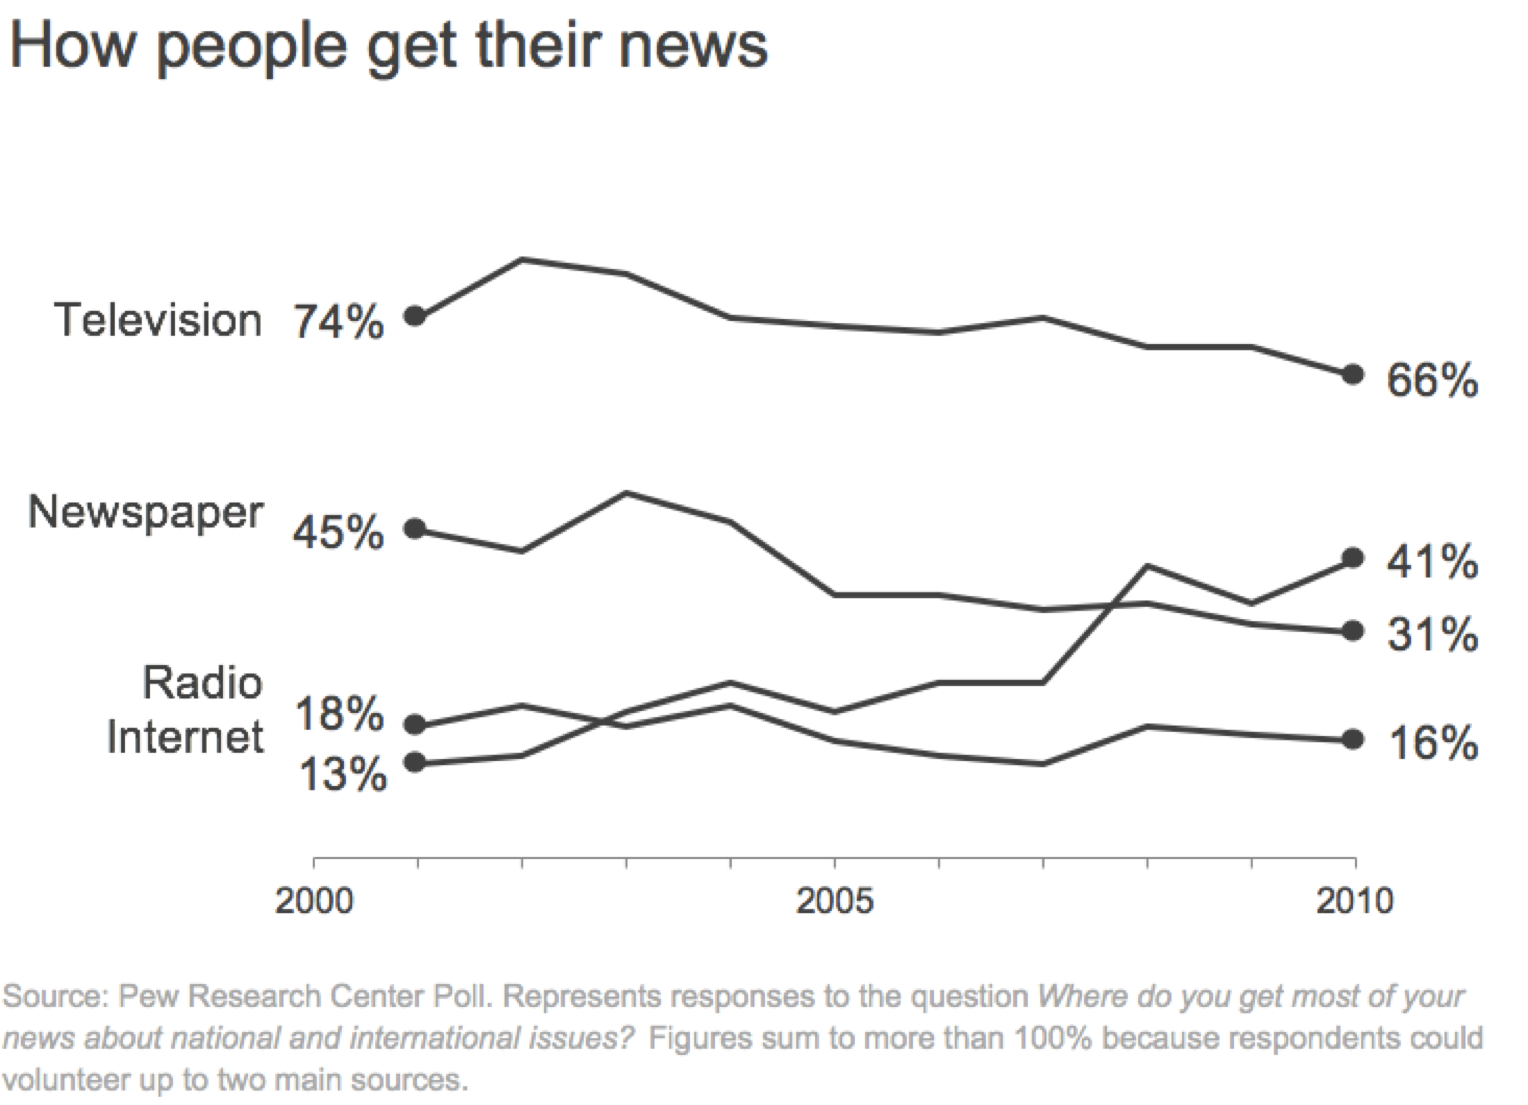 How people get their news
Television 74%
66%
Newspaper 45%
41%
31%
Radio
18%
Internet
16%
13%
2000 2005 2010
Source: Pew Research Center Poll. Represents responses to the question Where do you get most of your
news about national and international issues? Figures sum to more than 100% because respondents could
volunteer up to two main sources.